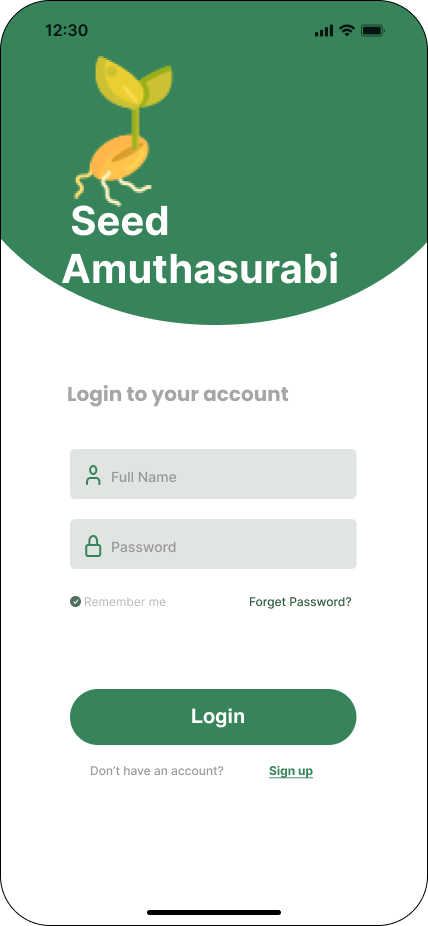 12:30
Seed
Amuthasurabi
Login to your account
Full Name
Password
Remember me Forget Password?
Login
Don't have an account? Sign up